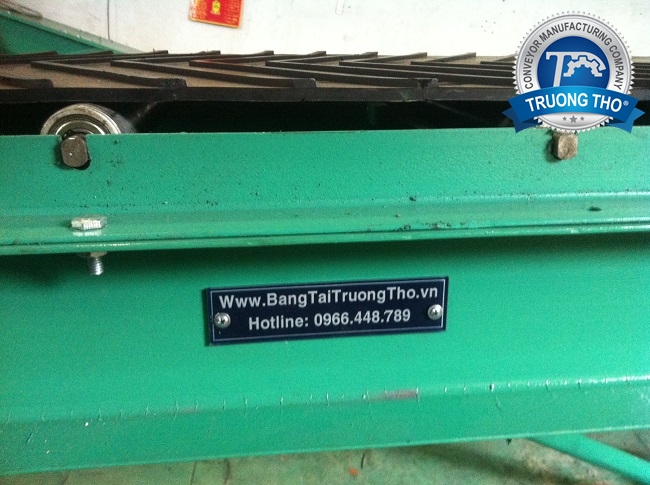 CONVEYOR MANUFACTURING COMPANY
TRUONG THO®
Www.BangTaiTruongTho.vn
Hotline: 0966.448.789